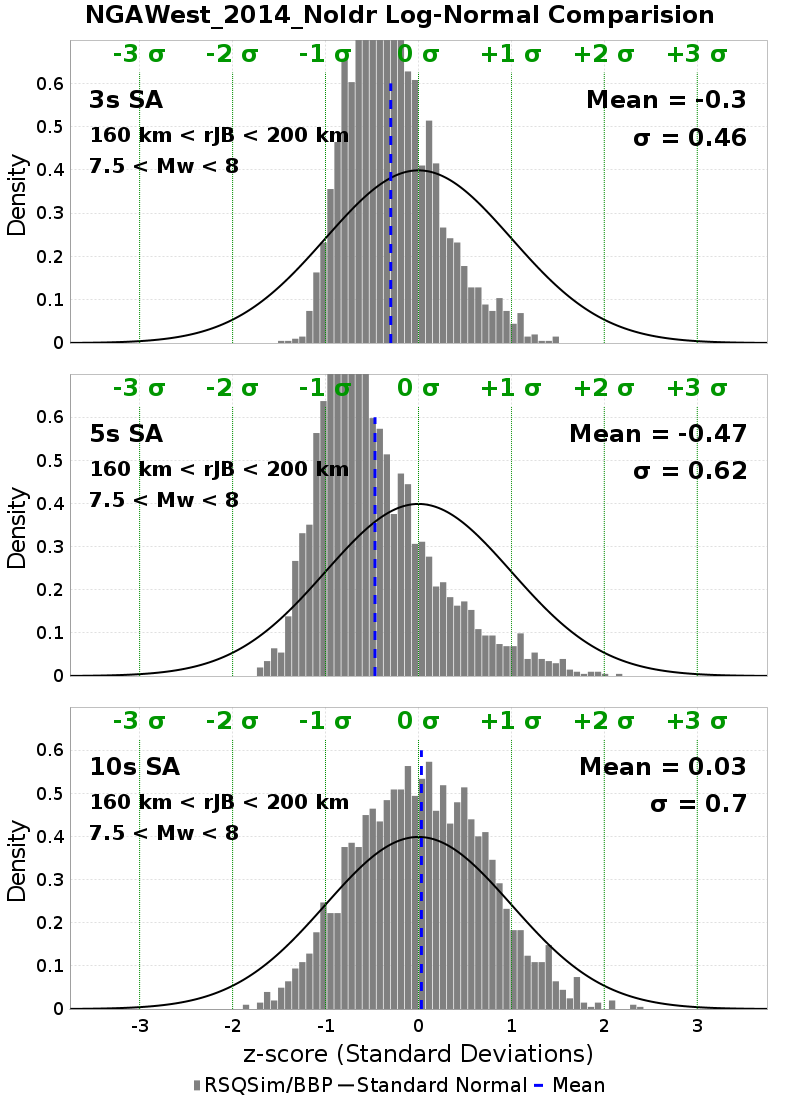 NGAWest_2014_NoIdr Log-Normal Comparision
-3 σ -2 σ -1 σ 0 σ +1 σ +2 σ +3 σ
3s SA
160 km < rJB < 200 km
7.5 < Mw < 8
Mean = -0.3
σ = 0.46
0.6
0.5
0.4
0.3
0.2
0.1
0
Density
-3 σ -2 σ -1 σ 0 σ +1 σ +2 σ +3 σ
5s SA
160 km < rJB < 200 km
7.5 < Mw < 8
Mean = -0.47
σ = 0.62
0.6
0.5
0.4
0.3
0.2
0.1
0
Density
-3 σ -2 σ -1 σ 0 σ +1 σ +2 σ +3 σ
10s SA
160 km < rJB < 200 km
7.5 < Mw < 8
Mean = 0.03
σ = 0.7
0.6
0.5
0.4
0.3
0.2
0.1
0
Density
-3 -2 -1 0 1 2 3
z-score (Standard Deviations)
RSQSim/BBP Standard Normal Mean